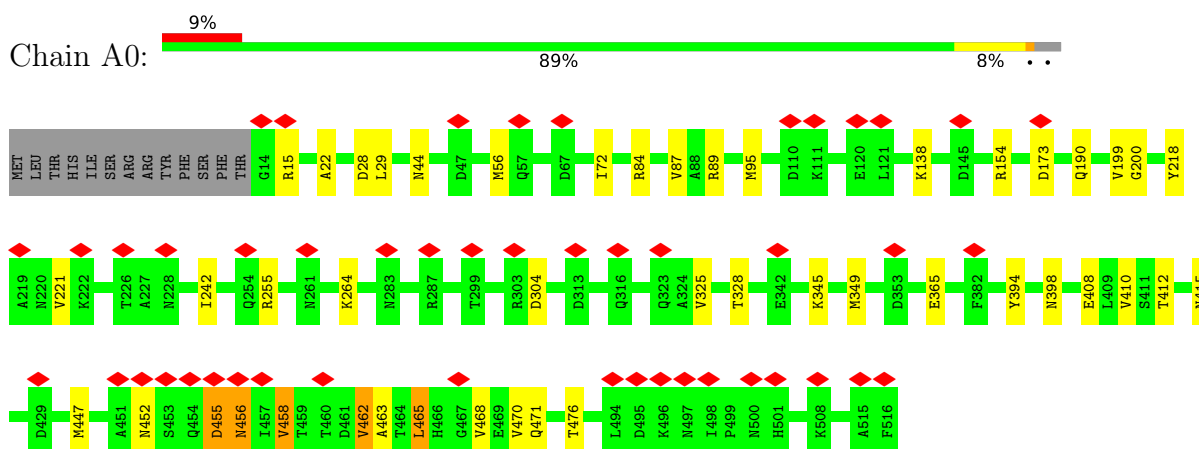 9%
Chain A0:
89% 8% • •
MET LEU THR HIS ILE SER ARG ARG TYR PHE SER PHE THR G14 R15 A22 D28 L29 N44 D47 M56 Q57 D67 I72 R84 V87 A88 R89 M95 D110 K111 E120 L121 K138 D145 R154 D173 Q190 V199 G200 Y218
A219 N220 V221 K222 T226 A227 N228 I242 Q254 R255 N261 K264 N283 R287 T299 R303 D304 D313 Q316 Q323 A324 V325 T328 E342 K345 M349 D353 E365 F382 Y394 N398 E408 L409 V410 S411 T412
D429 M447 A451 N452 S453 Q454 D455 N456 I457 V458 T459 T460 D461 V462 A463 T464 L465 H466 G467 V468 E469 V470 Q471 T476 L494 D495 K496 N497 I498 P499 N500 H501 K508 A515 F516